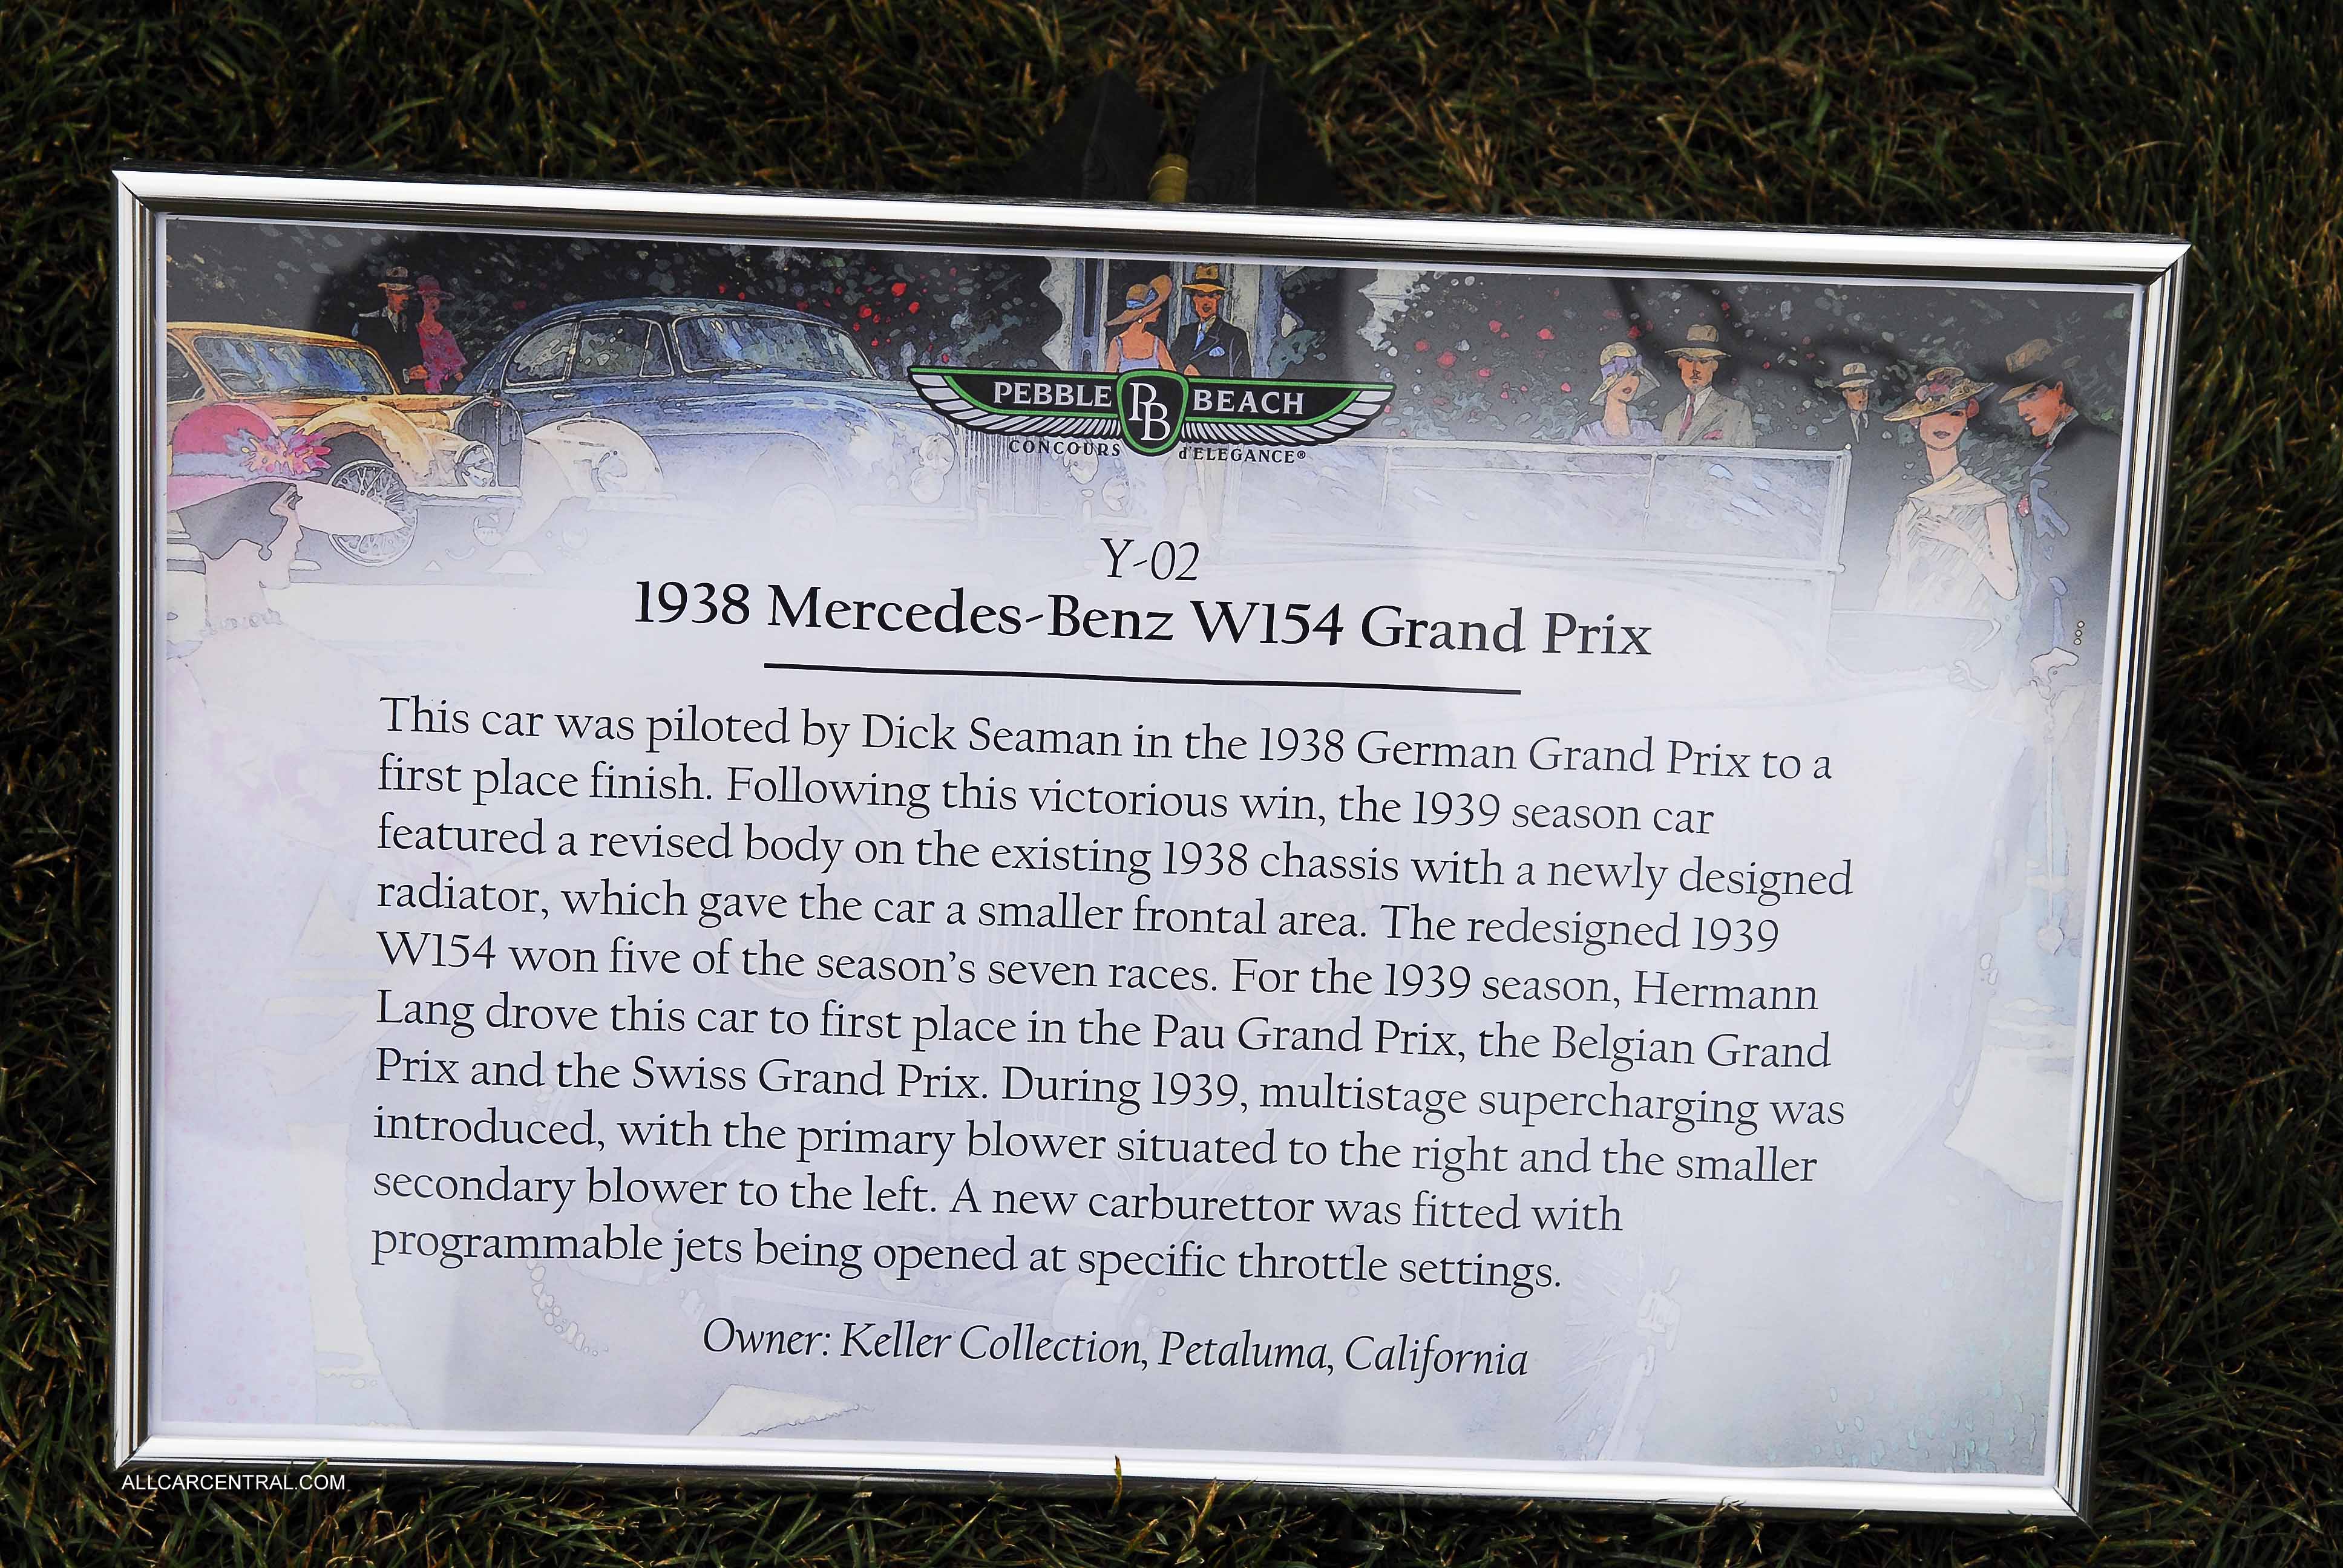 PEBBLE PB BEACH
CONCOURS d'ELEGANCE®
Y-02
1938 Mercedes-Benz W154 Grand Prix
This car was piloted by Dick Seaman in the 1938 German Grand Prix to a
first place finish. Following this victorious win, the 1939 season car
featured a revised body on the existing 1938 chassis with a newly designed
radiator, which gave the car a smaller frontal area. The redesigned 1939
W154 won five of the season's seven races. For the 1939 season, Hermann
Lang drove this car to first place in the Pau Grand Prix, the Belgian Grand
Prix and the Swiss Grand Prix. During 1939, multistage supercharging was
introduced, with the primary blower situated to the right and the smaller
secondary blower to the left. A new carburettor was fitted with
programmable jets being opened at specific throttle settings.
Owner: Keller Collection, Petaluma, California
ALLCARCENTRAL.COM